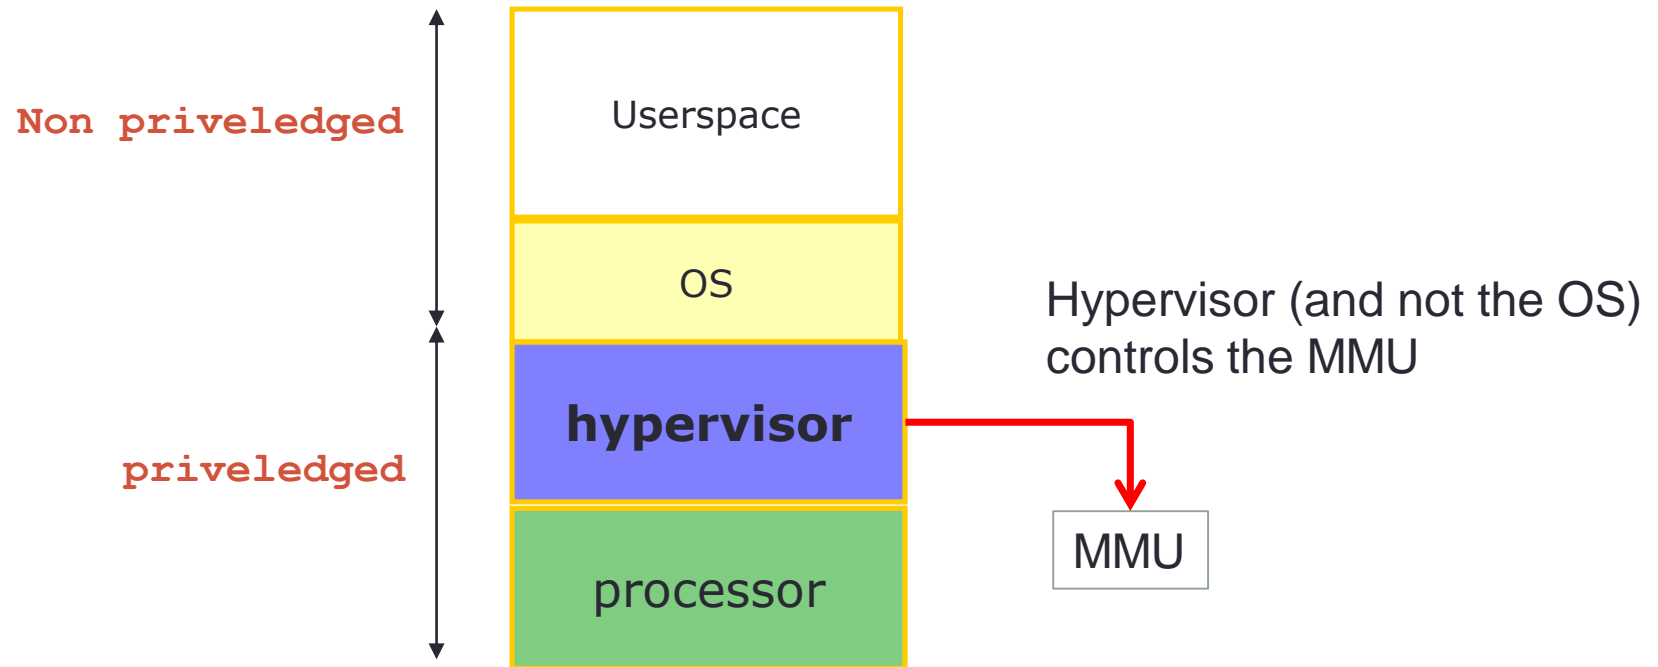 Userspace
Non priveledged
OS
Hypervisor (and not the OS)
controls the MMU
hypervisor
priveledged
MMU
processor